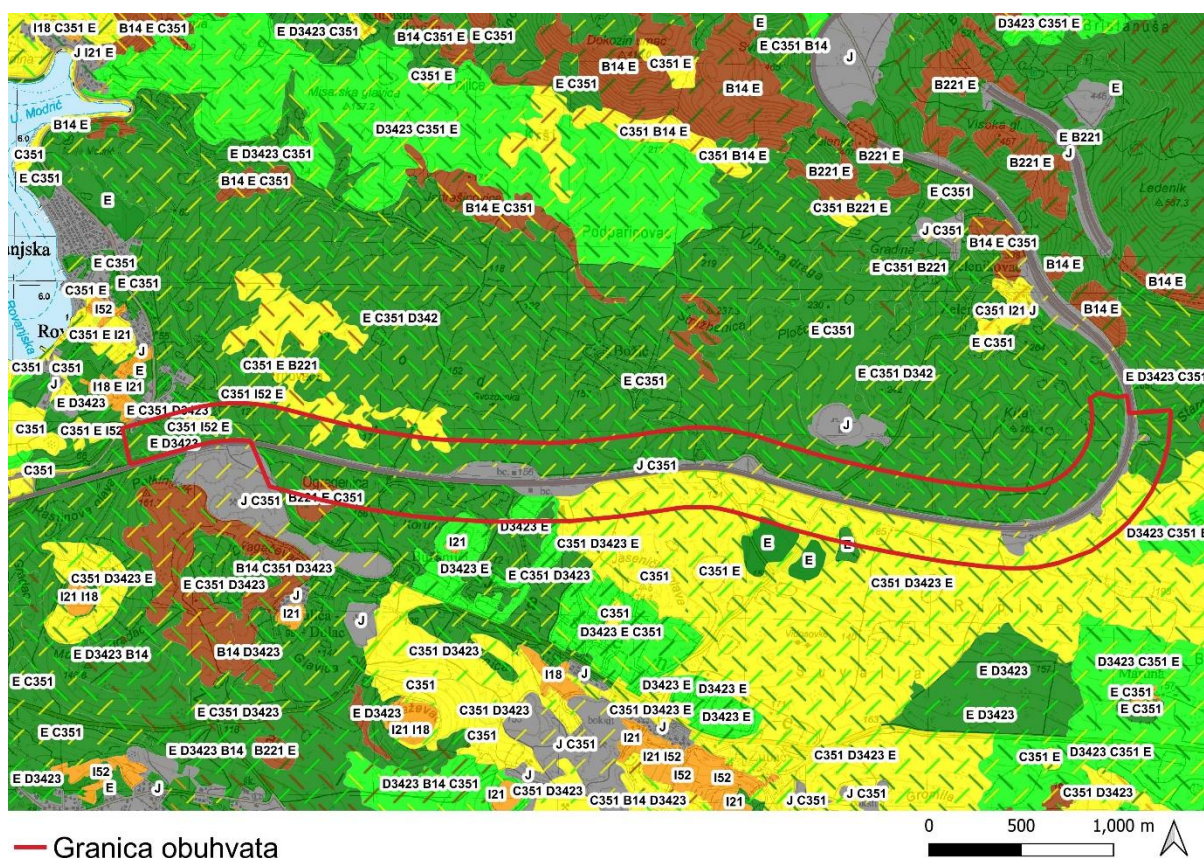 I18 C351 E
B14 E C351
E D3423 C351
B14 C351 E
E C351
E
D3423 C351 E
J I21 E
E C351 B14
J
C351 E
B14 E
C351 E
E C351
B14 E
B221 E
E
U. Modrič
B14 E
D3423 C351 E
C351 B14 E
E B221
C351
E D3423 C351
C351 B14 E
B221 E
B221 E
J
E C351
B14 E C351
B221 E
Ledenik
E
B14 E C351
C351 B221 E
E C351
Podparinovac
Gradina
J C351
B14 E C351
E C351
E C351 B221
B14 E
B14 E
C351 E
E C351
6.0
I52
C351 I21 J
B14 E
C351 E I21
E C351 D342
E C351
E C351
J
C351
C351
E
C351 E B221
E C351
E C351 D342
E D3423 C351
J
I18 E I21
E D3423
C351 I52 E
E C351 D3423
C351
C351 E I52
C351 I52 E
E D3423
J
C351
J C351
J C351
B221 E C351
D3423 E
I21
C351 D3423 E
E
E
D3423 C351 E
D3423 E
E
B14 C351 D3423
E C351 D3423
C351
C351 E
C351 D3423 E
C351 D3423 E
E C351 D3423
I21 I18
J
I21
J
C351
D3423 E C351
E D3423 B14
B14 D3423
C351 D3423
D3423 C351 E
I18
J
E D3423
E C351
C351
D3423 E
D3423 E
E C351
E C351
E C351 D3423
E D3423
C351 D3423
C351 D3423 E
D3423 E
E D3423
I21 I18
J
E C351
E D3423 B14
B221 E
C351
J C351
I21
I21 I52
C351 D3423 E
C351 E
D3423 C351 E
E D3423
I52
E
J
D3423 B14 C351
J
C351 D3423
I52
I52
I21
C351 B14 D3423
I21
J C351
J C351
C351 D3423
Granica obuhvata
0 500 1,000 m